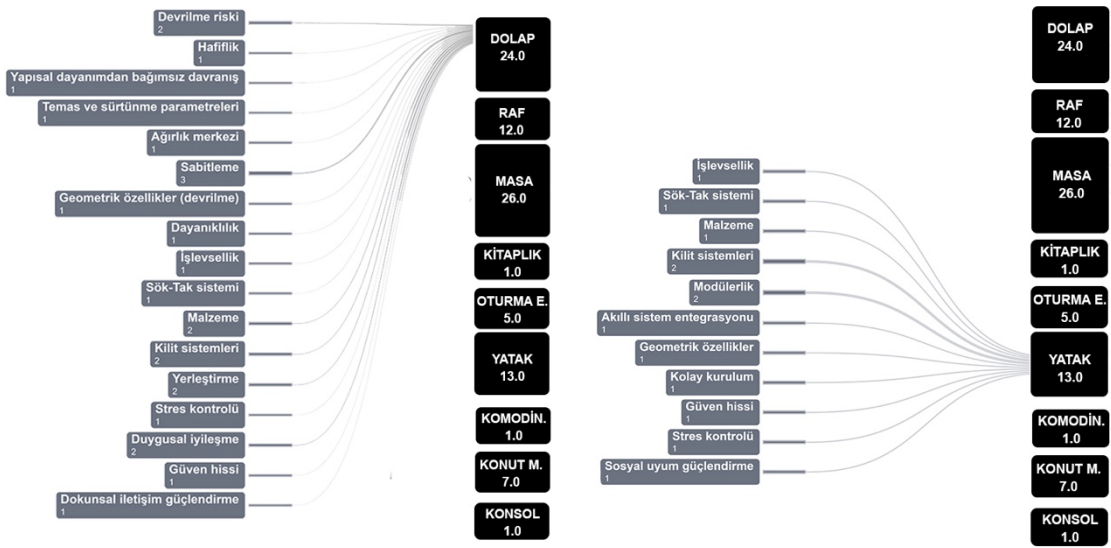 Devrilme riski
2
Hafiflik
1
Yapısal dayanımdan bağımsız davranış
1
Temas ve sürtünme parametreleri
1
Ağırlık merkezi
1
Sabitleme
3
Geometrik özellikler (devrilme)
1
Dayanıklılık
1
İşlevsellik
1
Sök-Tak sistemi
1
Malzeme
2
Kilit sistemleri
2
Yerleştirme
2
Stres kontrolü
1
Duygusal iyileşme
2
Güven hissi
1
Dokunsal iletişim güçlendirme
1
DOLAP
24.0
RAF
12.0
MASA
26.0
KİTAPLIK
1.0
OTURMA E.
5.0
YATAK
13.0
KOMODİN.
1.0
KONUT M.
7.0
KONSOL
1.0
İşlevsellik
1
Sök-Tak sistemi
1
Malzeme
1
Kilit sistemleri
2
Modülerlik
2
Akıllı sistem entegrasyonu
1
Geometrik özellikler
1
Kolay kurulum
1
Güven hissi
1
Stres kontrolü
1
Sosyal uyum güçlendirme
1
DOLAP
24.0
RAF
12.0
MASA
26.0
KİTAPLIK
1.0
OTURMA E.
5.0
YATAK
13.0
KOMODİN.
1.0
KONUT M.
7.0
KONSOL
1.0